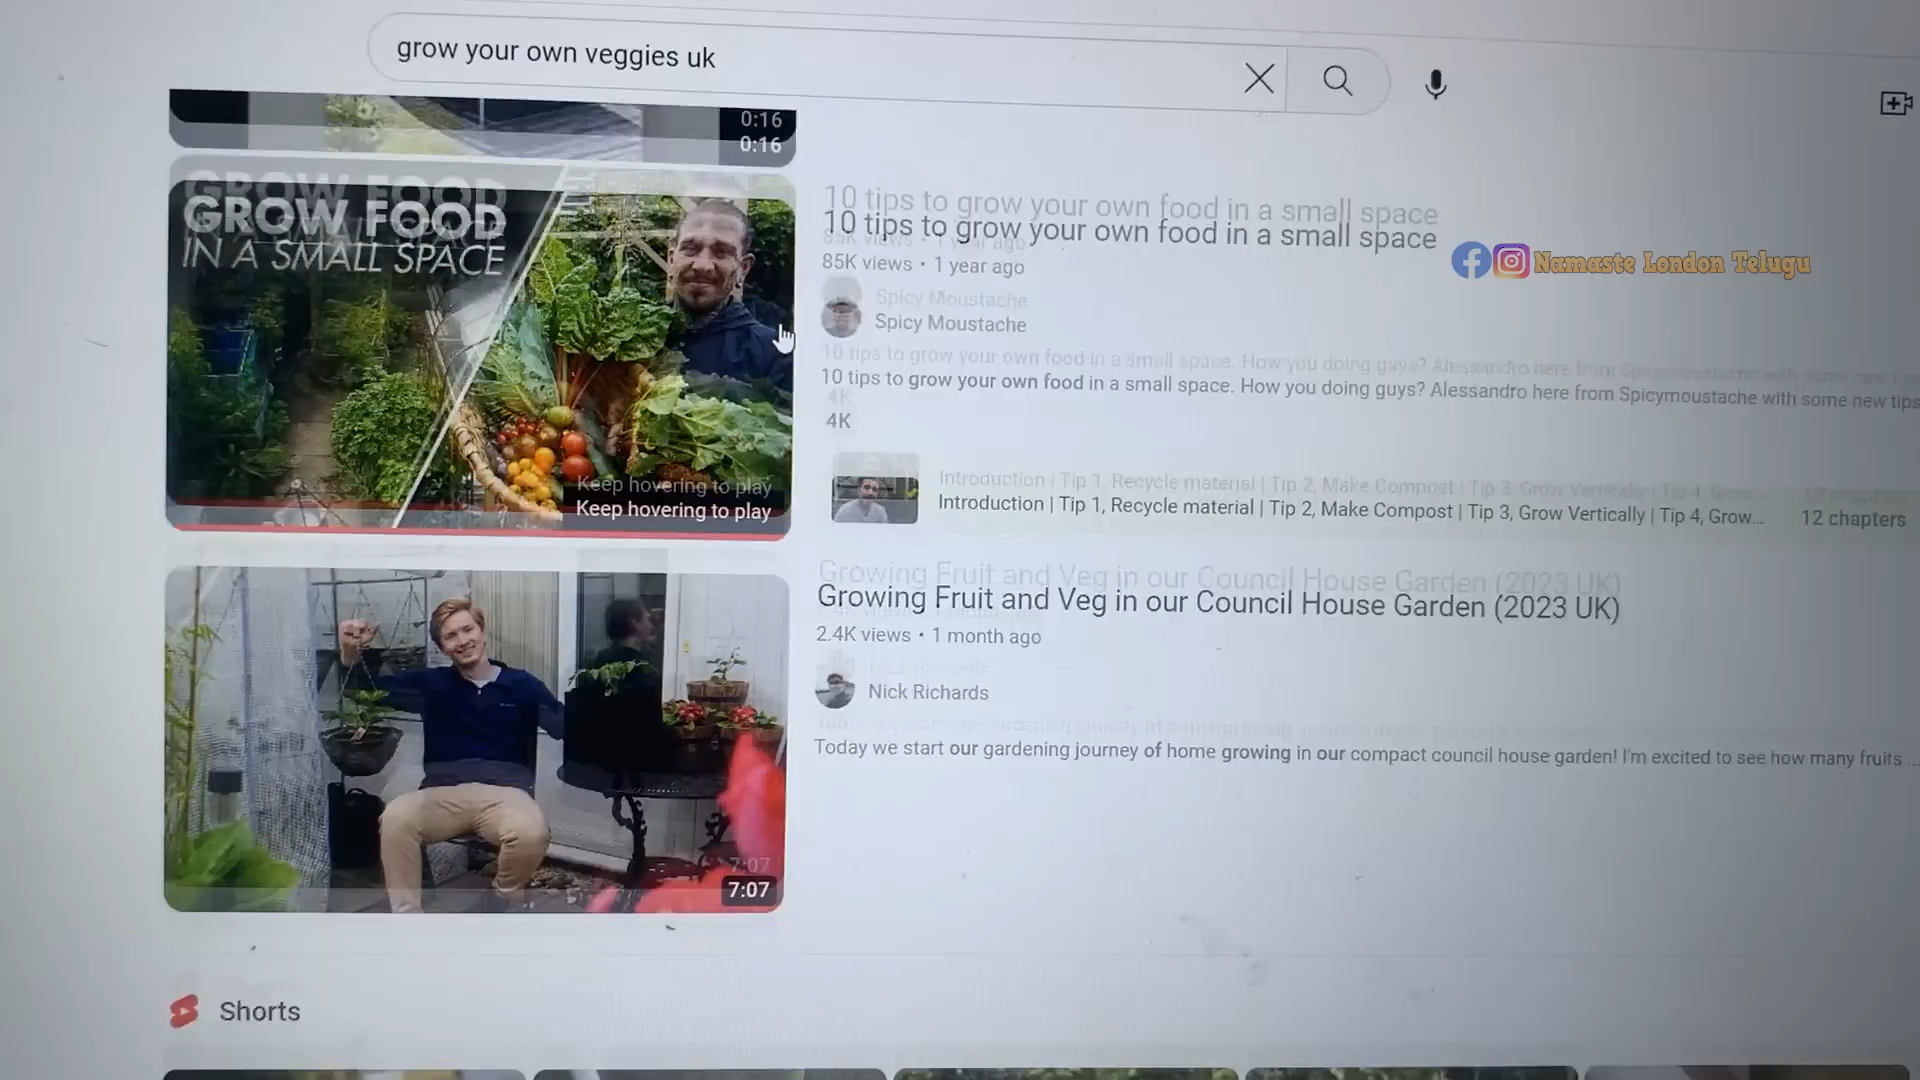 grow your own veggies uk
0:16
0:16
GROW FOOD
IN A SMALL SPACE
Keep hovering to play
10 tips to grow your own food in a small space
85K views • 1 year ago
Spicy Moustache
10 tips to grow your own food in a small space. How you doing guys? Alessandro here from Spicymoustache with some new tips
4K
Introduction | Tip 1, Recycle material | Tip 2, Make Compost | Tip 3, Grow Vertically | Tip 4, Grow...
12 chapters
Namaste London Telugu
7:07
Growing Fruit and Veg in our Council House Garden (2023 UK)
2.4K views • 1 month ago
Nick Richards
Today we start our gardening journey of home growing in our compact council house garden! I'm excited to see how many fruits ...
Shorts